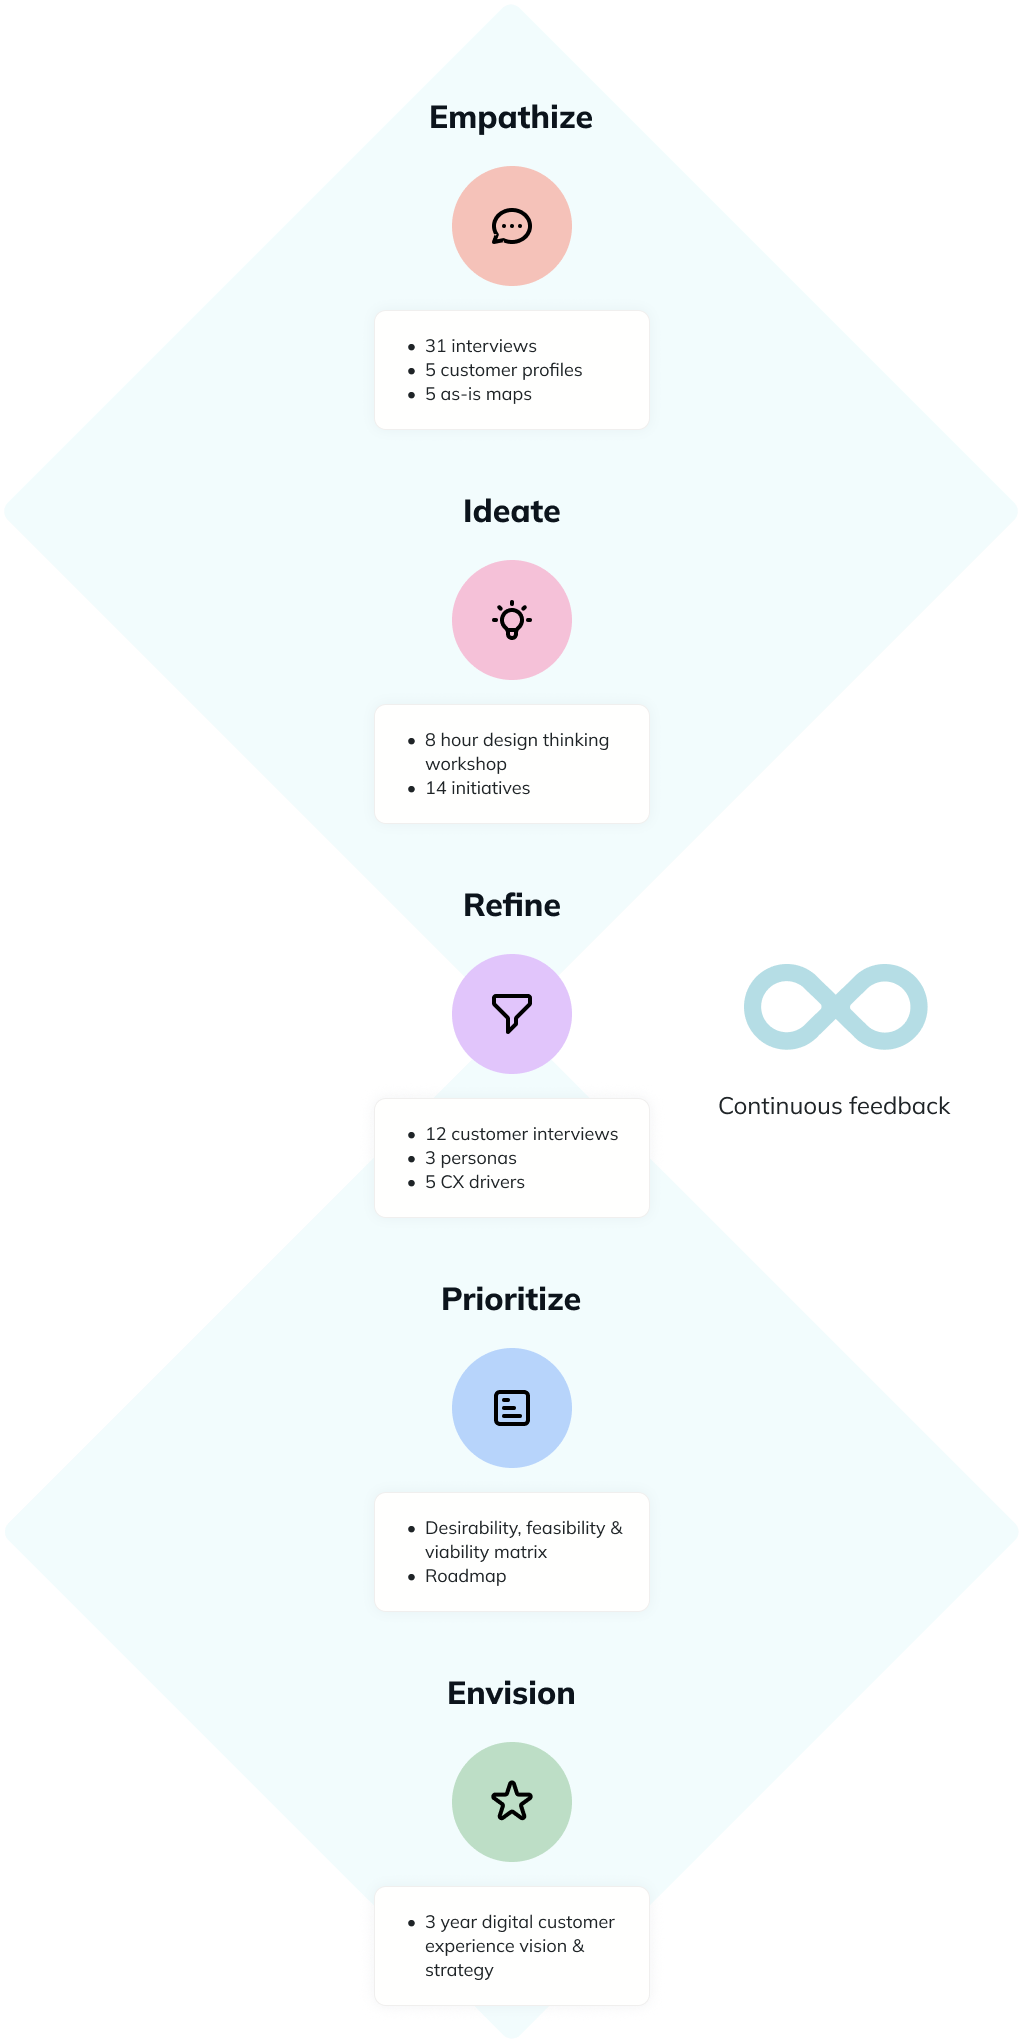 Empathize
• 31 interviews
• 5 customer profiles
• 5 as-is maps
Ideate
• 8 hour design thinking
workshop
• 14 initiatives
Refine
• 12 customer interviews
• 3 personas
• 5 CX drivers
Continuous feedback
Prioritize
• Desirability, feasibility &
viability matrix
• Roadmap
Envision
• 3 year digital customer
experience vision &
strategy